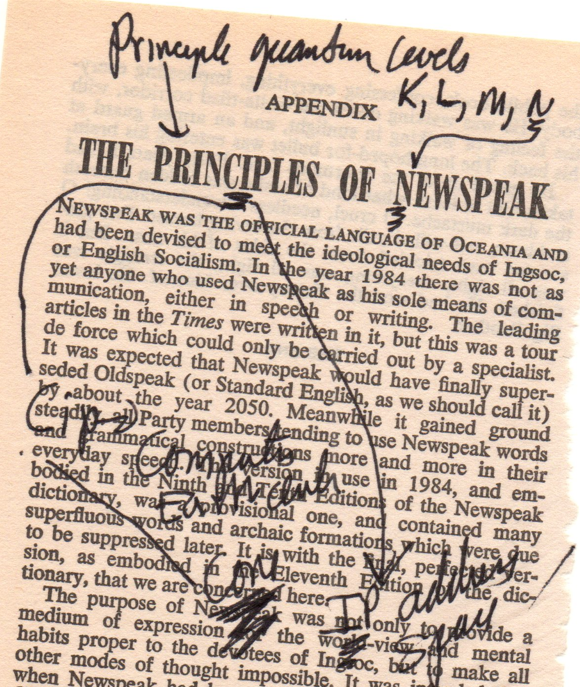 Principle quantum levels
K, L, M, N
APPENDIX
THE PRINCIPLES OF NEWSPEAK
NEWSPEAK WAS THE OFFICIAL LANGUAGE OF OCEANIA AND
had been devised to meet the ideological needs of Ingsoc,
or English Socialism. In the year 1984 there was not as
yet anyone who used Newspeak as his sole means of com-
munication, either in speech or writing. The leading
articles in the Times were written in it, but this was a tour
de force which could only be carried out by a specialist.
It was expected that Newspeak would have finally super-
seded Oldspeak (or Standard English, as we should call it)
by about the year 2050. Meanwhile it gained ground
steadily, all Party members tending to use Newspeak words
and grammatical constructions more and more in their
everyday speech. version in use in 1984, and em-
bodied in the Ninth Editions of the Newspeak
dictionary, was provisional one, and contained many
superfluous words and archaic formations which were due
to be suppressed later. It is with the perfected ver-
sion, as embodied in Eleventh Edition the dic-
tionary, that we are concerned here.
Core
IP address
space
The purpose of Newspeak was not only to provide a
medium of expression for the world-view and mental
habits proper to the devotees of Ingsoc, but to make all
other modes of thought impossible. It was
when Newspeak had